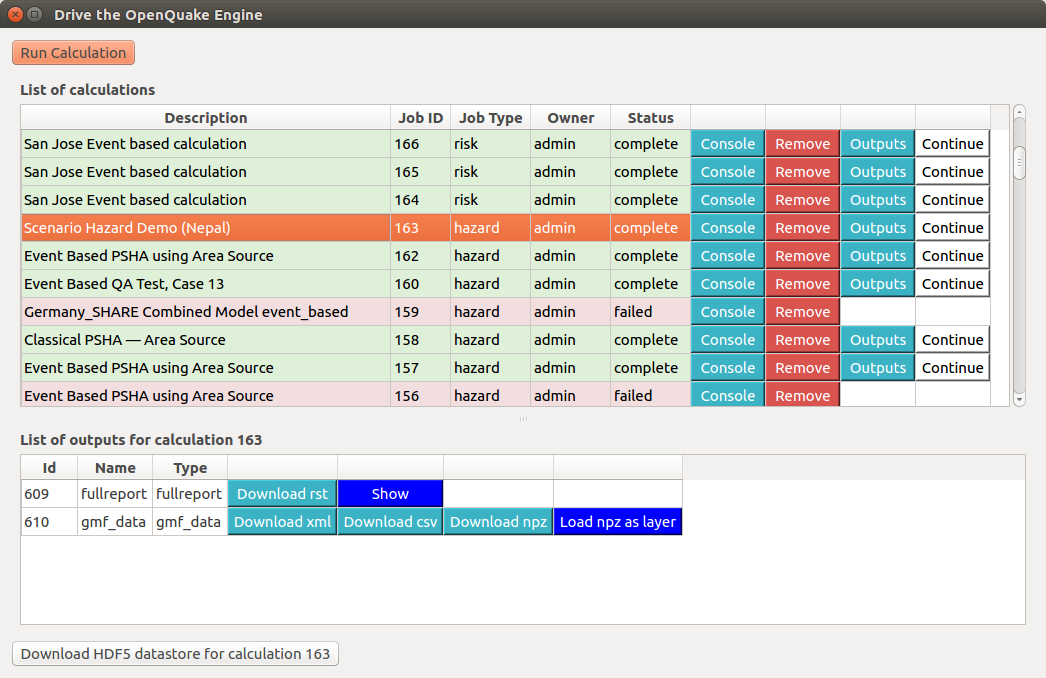 Drive the OpenQuake Engine
Run Calculation
List of calculations
Description Job ID Job Type Owner Status
San Jose Event based calculation 166 risk admin complete Console Remove Outputs Continue
San Jose Event based calculation 165 risk admin complete Console Remove Outputs Continue
San Jose Event based calculation 164 risk admin complete Console Remove Outputs Continue
Scenario Hazard Demo (Nepal) 163 hazard admin complete Console Remove Outputs Continue
Event Based PSHA using Area Source 162 hazard admin complete Console Remove Outputs Continue
Event Based QA Test, Case 13 160 hazard admin complete Console Remove Outputs Continue
Germany_SHARE Combined Model event_based 159 hazard admin failed Console Remove
Classical PSHA — Area Source 158 hazard admin complete Console Remove Outputs Continue
Event Based PSHA using Area Source 157 hazard admin complete Console Remove Outputs Continue
Event Based PSHA using Area Source 156 hazard admin failed Console Remove
List of outputs for calculation 163
Id Name Type
609 fullreport fullreport Download rst Show
610 gmf_data gmf_data Download xml Download csv Download npz Load npz as layer
Download HDF5 datastore for calculation 163